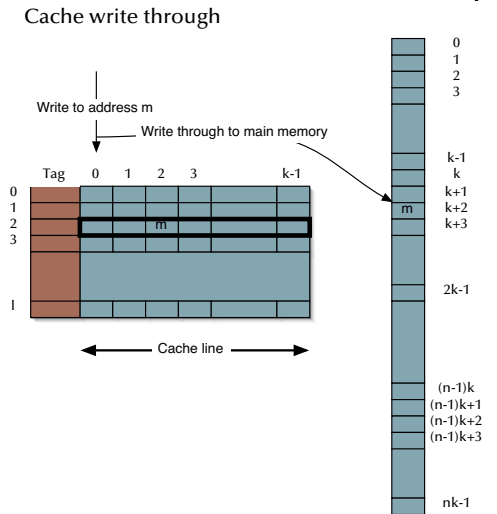 Cache write through
Write to address m
Write through to main memory
Tag 0 1 2 3 k-1
0
1
2 m
3
l
Cache line
0
1
2
3
k-1
k
k+1
m k+2
k+3
2k-1
(n-1)k
(n-1)k+1
(n-1)k+2
(n-1)k+3
nk-1